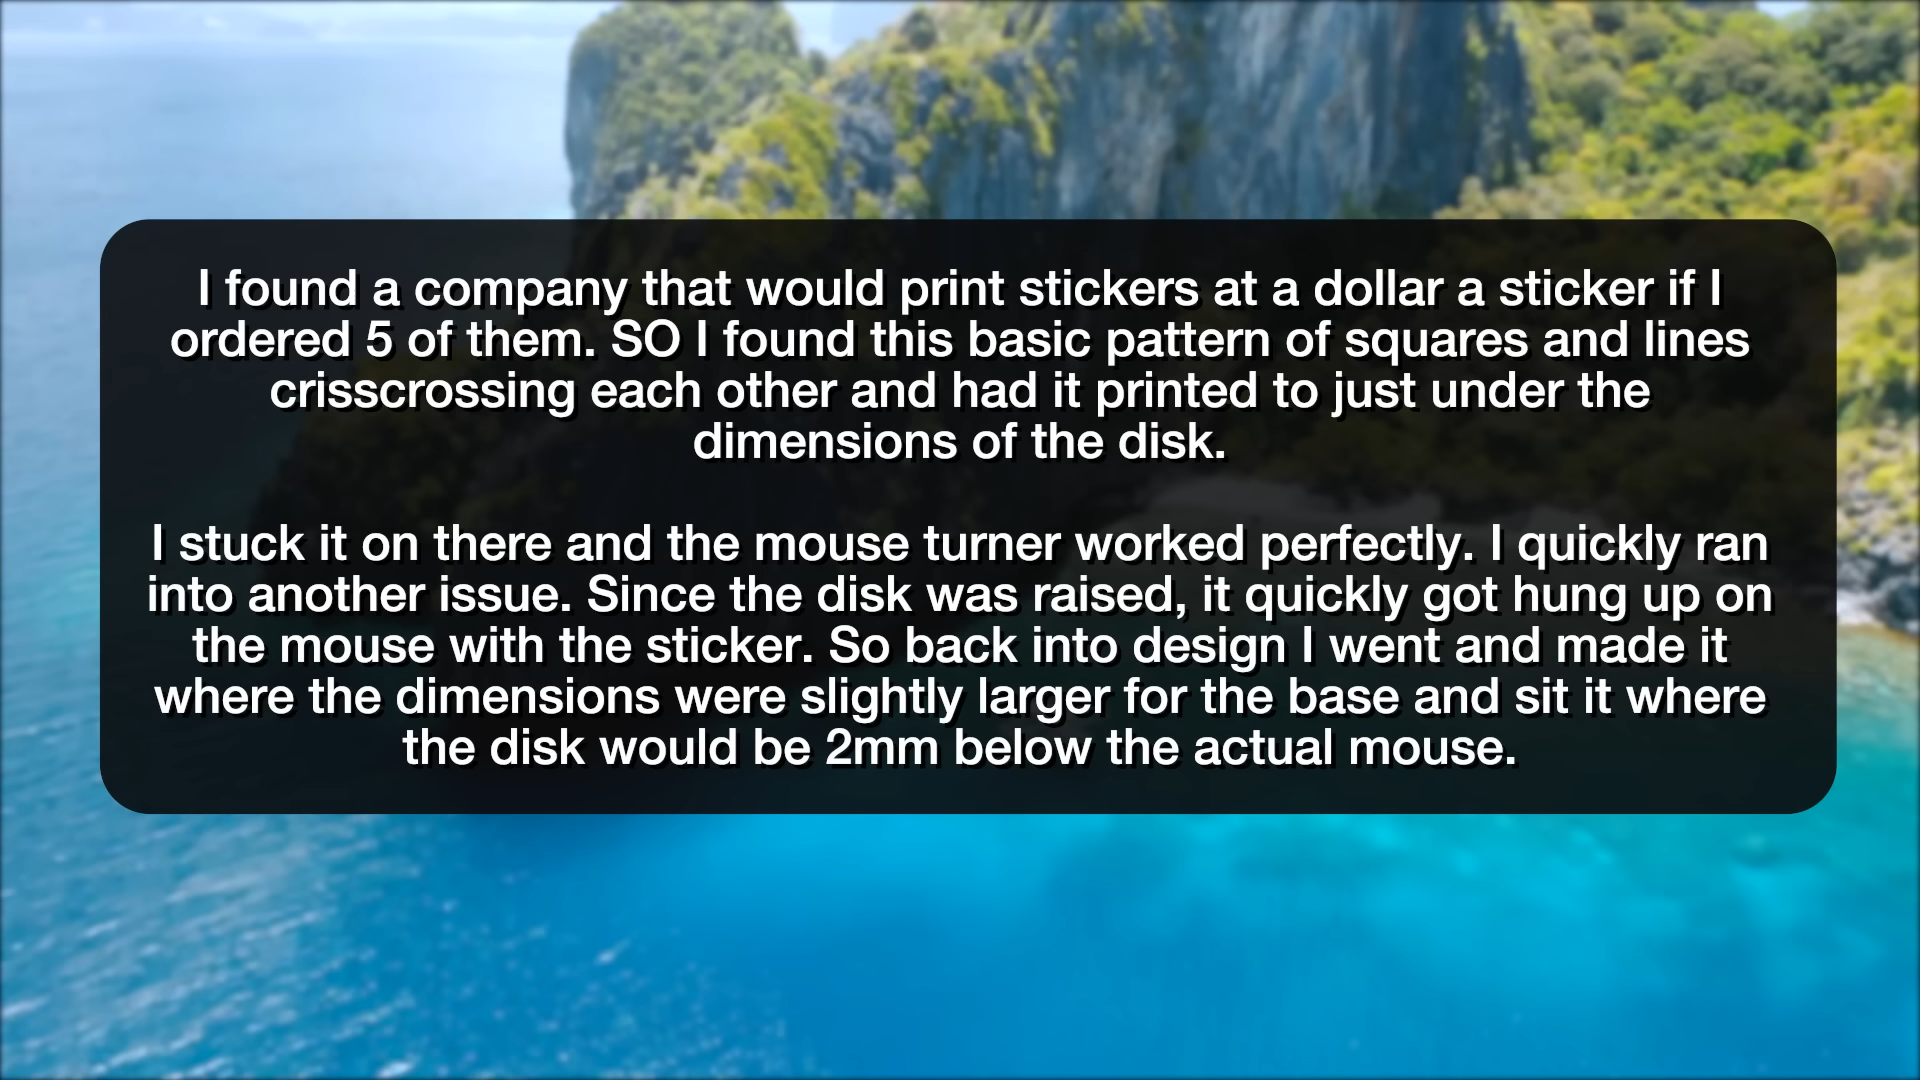 I found a company that would print stickers at a dollar a sticker if I
ordered 5 of them. SO I found this basic pattern of squares and lines
crisscrossing each other and had it printed to just under the
dimensions of the disk.
I stuck it on there and the mouse turner worked perfectly. I quickly ran
into another issue. Since the disk was raised, it quickly got hung up on
the mouse with the sticker. So back into design I went and made it
where the dimensions were slightly larger for the base and sit it where
the disk would be 2mm below the actual mouse.